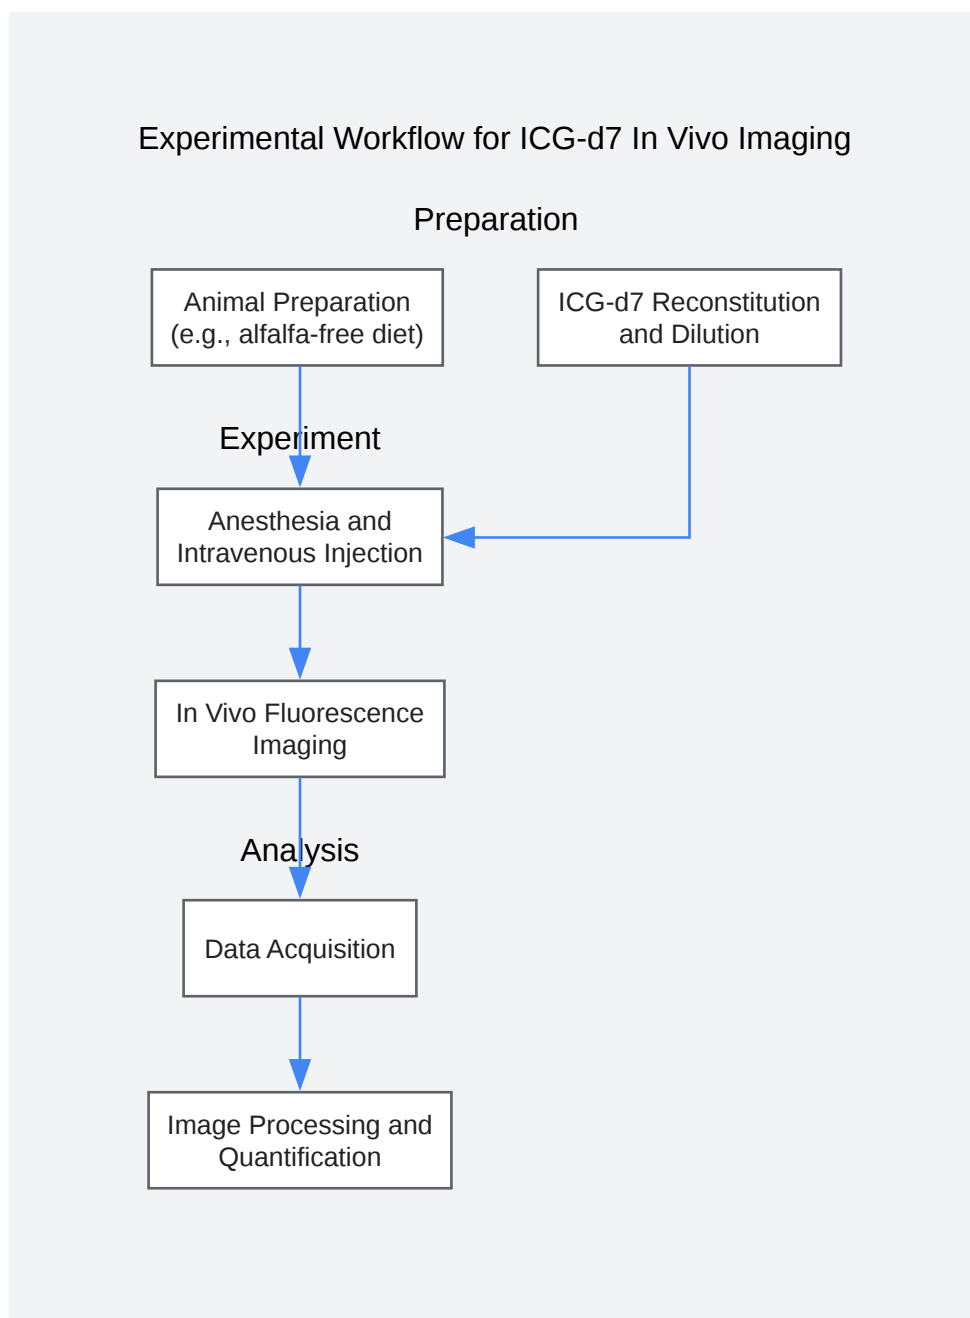 Experimental Workflow for ICG-d7 In Vivo Imaging
Preparation
Animal Preparation
(e.g., alfalfa-free diet)
ICG-d7 Reconstitution
and Dilution
Experiment
Anesthesia and
Intravenous Injection
In Vivo Fluorescence
Imaging
Analysis
Data Acquisition
Image Processing and
Quantification